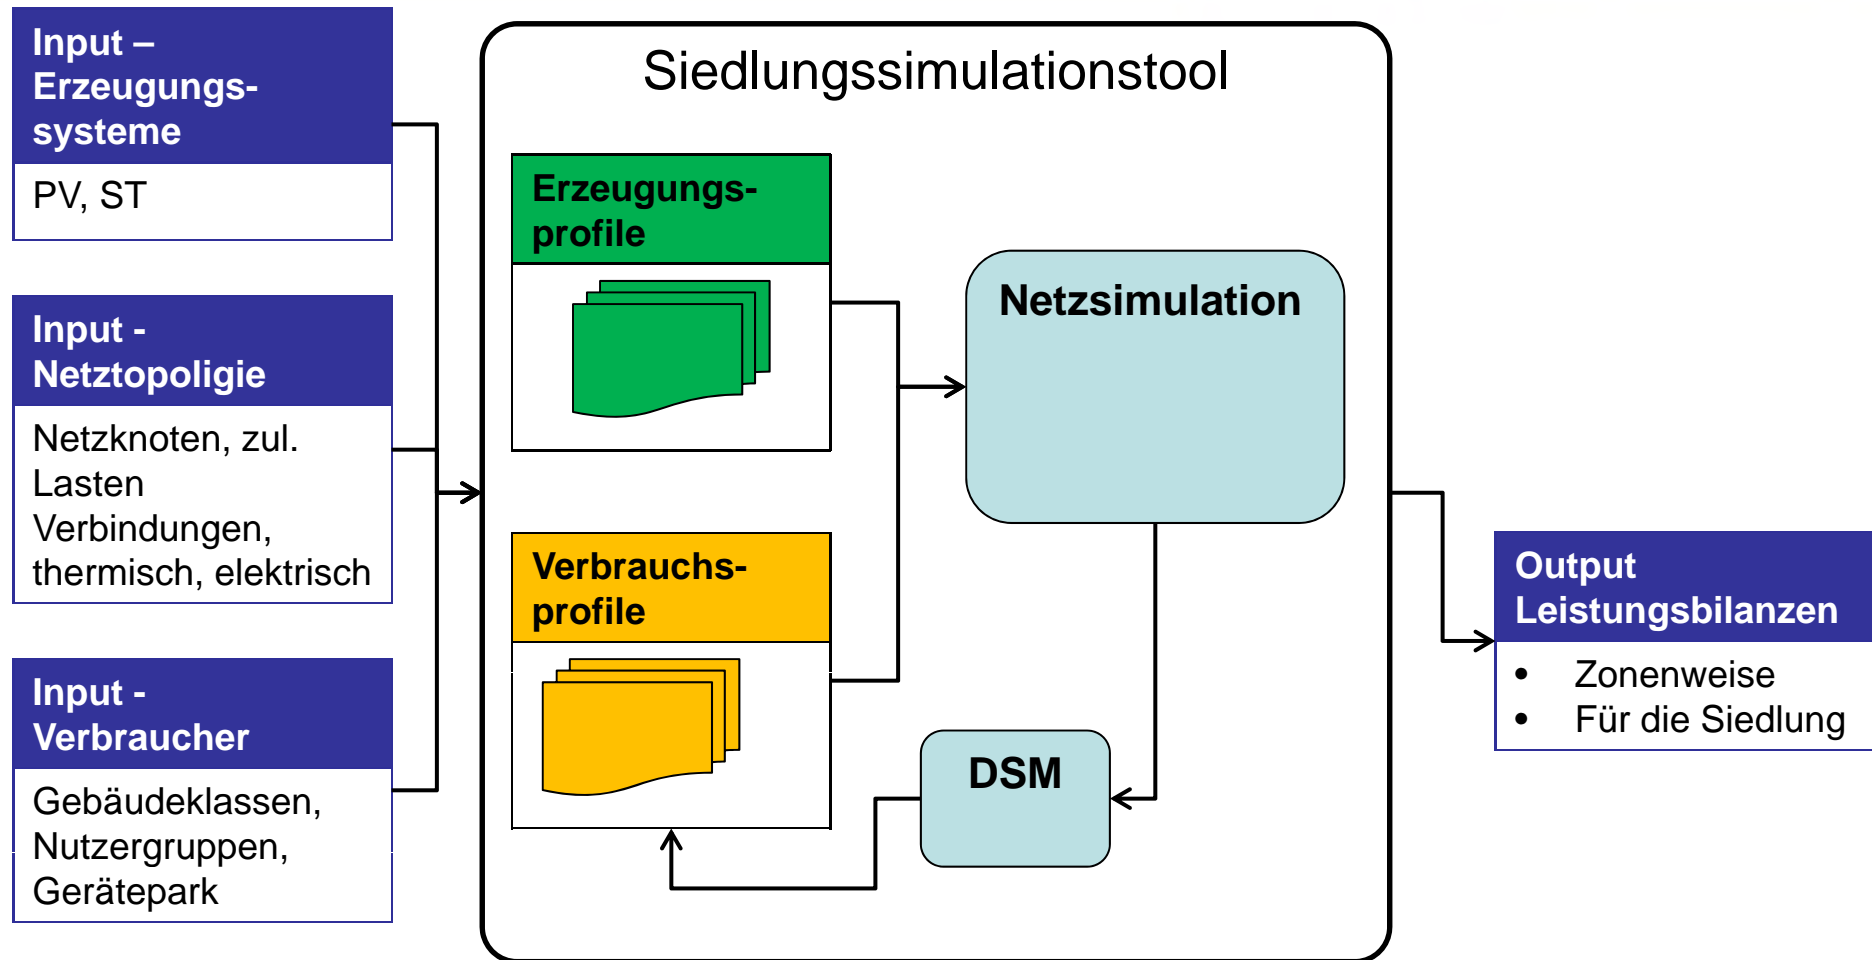 Input –
Erzeugungs-
systeme
PV, ST
Input -
Netztopoligie
Netzknoten, zul.
Lasten
Verbindungen,
thermisch, elektrisch
Input -
Verbraucher
Gebäudeklassen,
Nutzergruppen,
Gerätepark
Siedlungssimulationstool
Erzeugungs-
profile
Verbrauchs-
profile
Netzsimulation
DSM
Output
Leistungsbilanzen
• Zonenweise
• Für die Siedlung